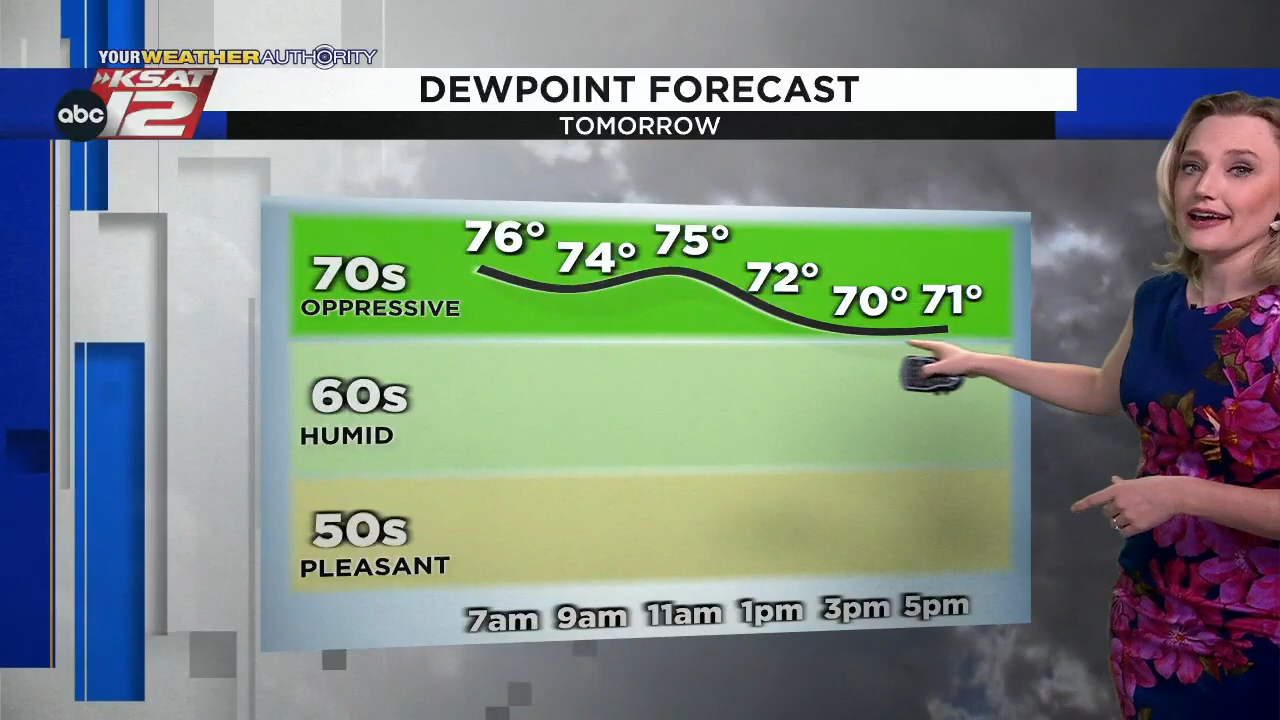 YOURWEATHERAUTHORITY
KSAT
abc 12
DEWPOINT FORECAST
TOMORROW
76° 74° 75° 72° 70° 71°
70s
OPPRESSIVE
60s
HUMID
50s
PLEASANT
7am 9am 11am 1pm 3pm 5pm